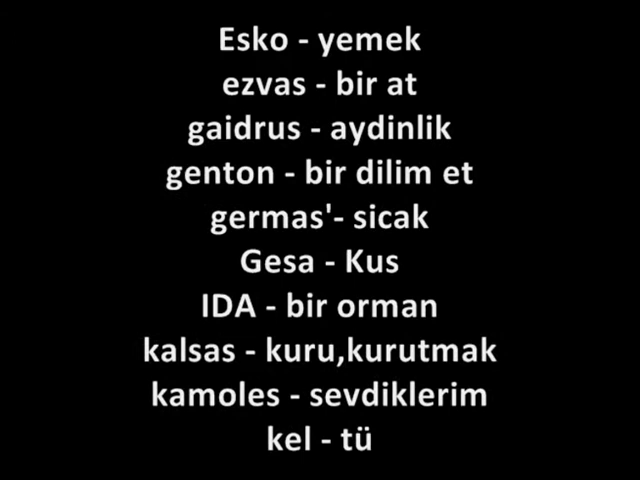 Esko - yemek
ezvas - bir at
gaidrus - aydinlik
genton - bir dilim et
germas'- sicak
Gesa - Kus
IDA - bir orman
kalsas - kuru,kurutmak
kamoles - sevdiklerim
kel - tü